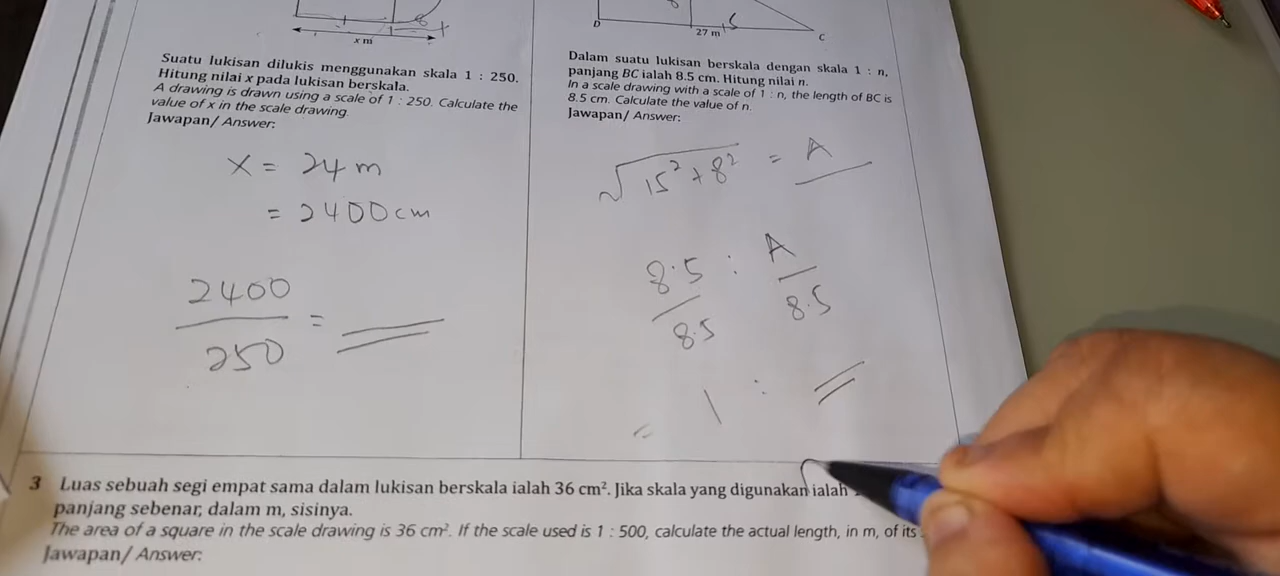 8
x m
Suatu lukisan dilukis menggunakan skala 1 : 250.
Hitung nilai x pada lukisan berskala.
A drawing is drawn using a scale of 1 : 250. Calculate the
value of x in the scale drawing.
Jawapan/ Answer:
x = 24 m
= 2400 cm
2400
250
=
D
8
27 m
C
Dalam suatu lukisan berskala dengan skala 1 : n,
panjang BC ialah 8.5 cm. Hitung nilai n.
In a scale drawing with a scale of 1 : n, the length of BC is
8.5 cm. Calculate the value of n.
Jawapan/ Answer:
√15² + 8² = A
8.5 : A
8.5 8.5
= 1 :
3 Luas sebuah segi empat sama dalam lukisan berskala ialah 36 cm². Jika skala yang digunakan ialah
panjang sebenar, dalam m, sisinya.
The area of a square in the scale drawing is 36 cm². If the scale used is 1 : 500, calculate the actual length, in m, of its
Jawapan/ Answer: